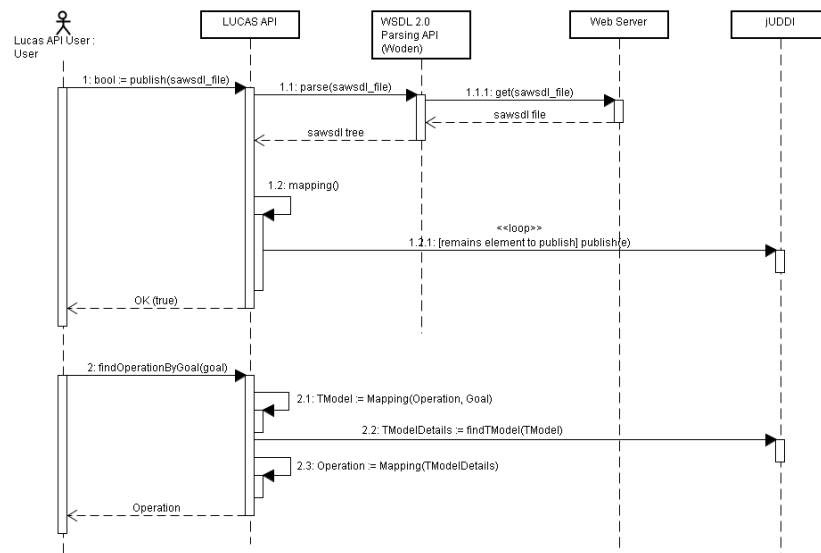 Lucas API User :
User
LUCAS API
WSDL 2.0
Parsing API
(Woden)
Web Server
jUDDI
1: bool := publish(sawsdl_file)
1.1: parse(sawsdl_file)
1.1.1: get(sawsdl_file)
sawsdl file
sawsdl tree
1.2: mapping()
<<loop>>
1.2.1: [remains element to publish] publish(e)
OK (true)
2: findOperationByGoal(goal)
2.1: TModel := Mapping(Operation, Goal)
2.2: TModelDetails := findTModel(TModel)
2.3: Operation := Mapping(TModelDetails)
Operation